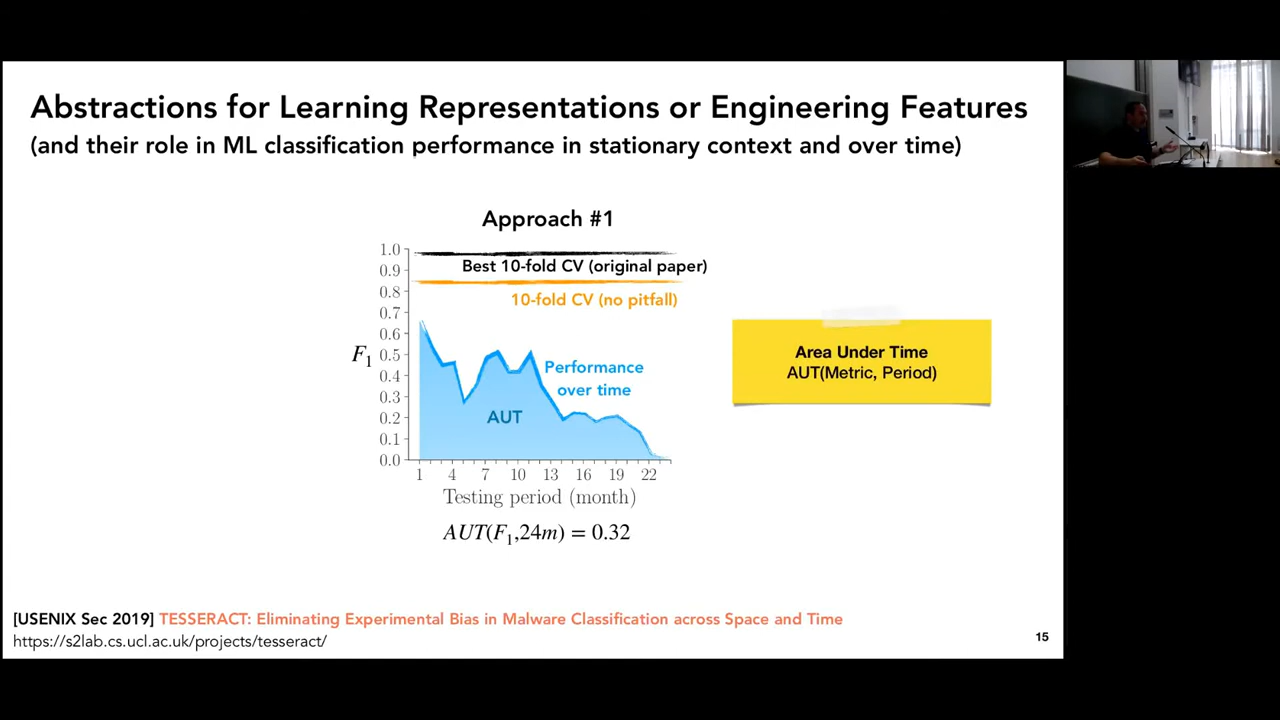 Abstractions for Learning Representations or Engineering Features
(and their role in ML classification performance in stationary context and over time)
Approach #1
1.0
0.9
0.8
0.7
0.6
0.5
0.4
0.3
0.2
0.1
0.0
F1
Best 10-fold CV (original paper)
10-fold CV (no pitfall)
Performance
over time
AUT
1 4 7 10 13 16 19 22
Testing period (month)
AUT(F1,24m) = 0.32
Area Under Time
AUT(Metric, Period)
[USENIX Sec 2019] TESSERACT: Eliminating Experimental Bias in Malware Classification across Space and Time
https://s2lab.cs.ucl.ac.uk/projects/tesseract/
15